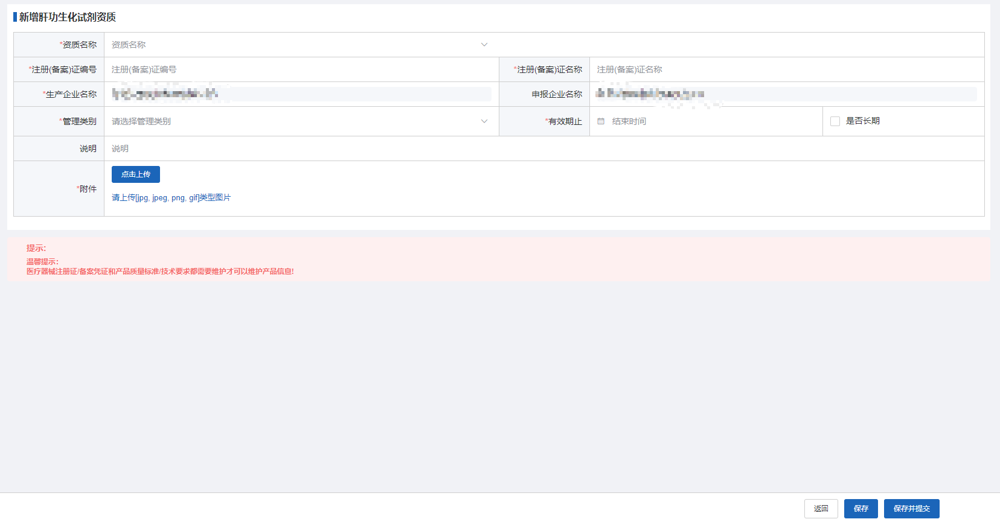 新增肝功生化试剂资质
*资质名称 资质名称
*注册(备案)证编号 注册(备案)证编号 *注册(备案)证名称 注册(备案)证名称
*生产企业名称 申报企业名称
*管理类别 请选择管理类别 *有效期止 结束时间 是否长期
说明 说明
*附件 点击上传
请上传[jpg, jpeg, png, gif]类型图片
提示:
温馨提示:
医疗器械注册证/备案凭证和产品质量标准/技术要求都需要维护才可以维护产品信息!
返回 保存 保存并提交